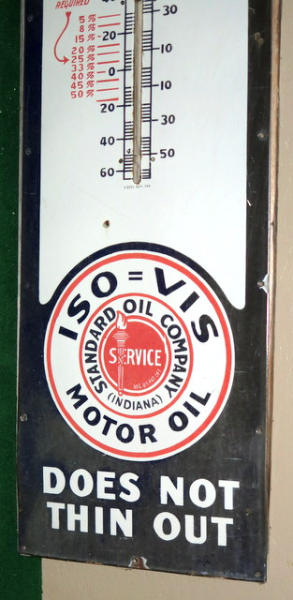 REQUIRED
5 %
8 %
15 %
20 %
25 %
33 %
40 %
45 %
50 %
30
20
10
0
10
20
30
40
50
60
ISO=VIS
STANDARD OIL COMPANY
SERVICE
(INDIANA)
MOTOR OIL
DOES NOT
THIN OUT